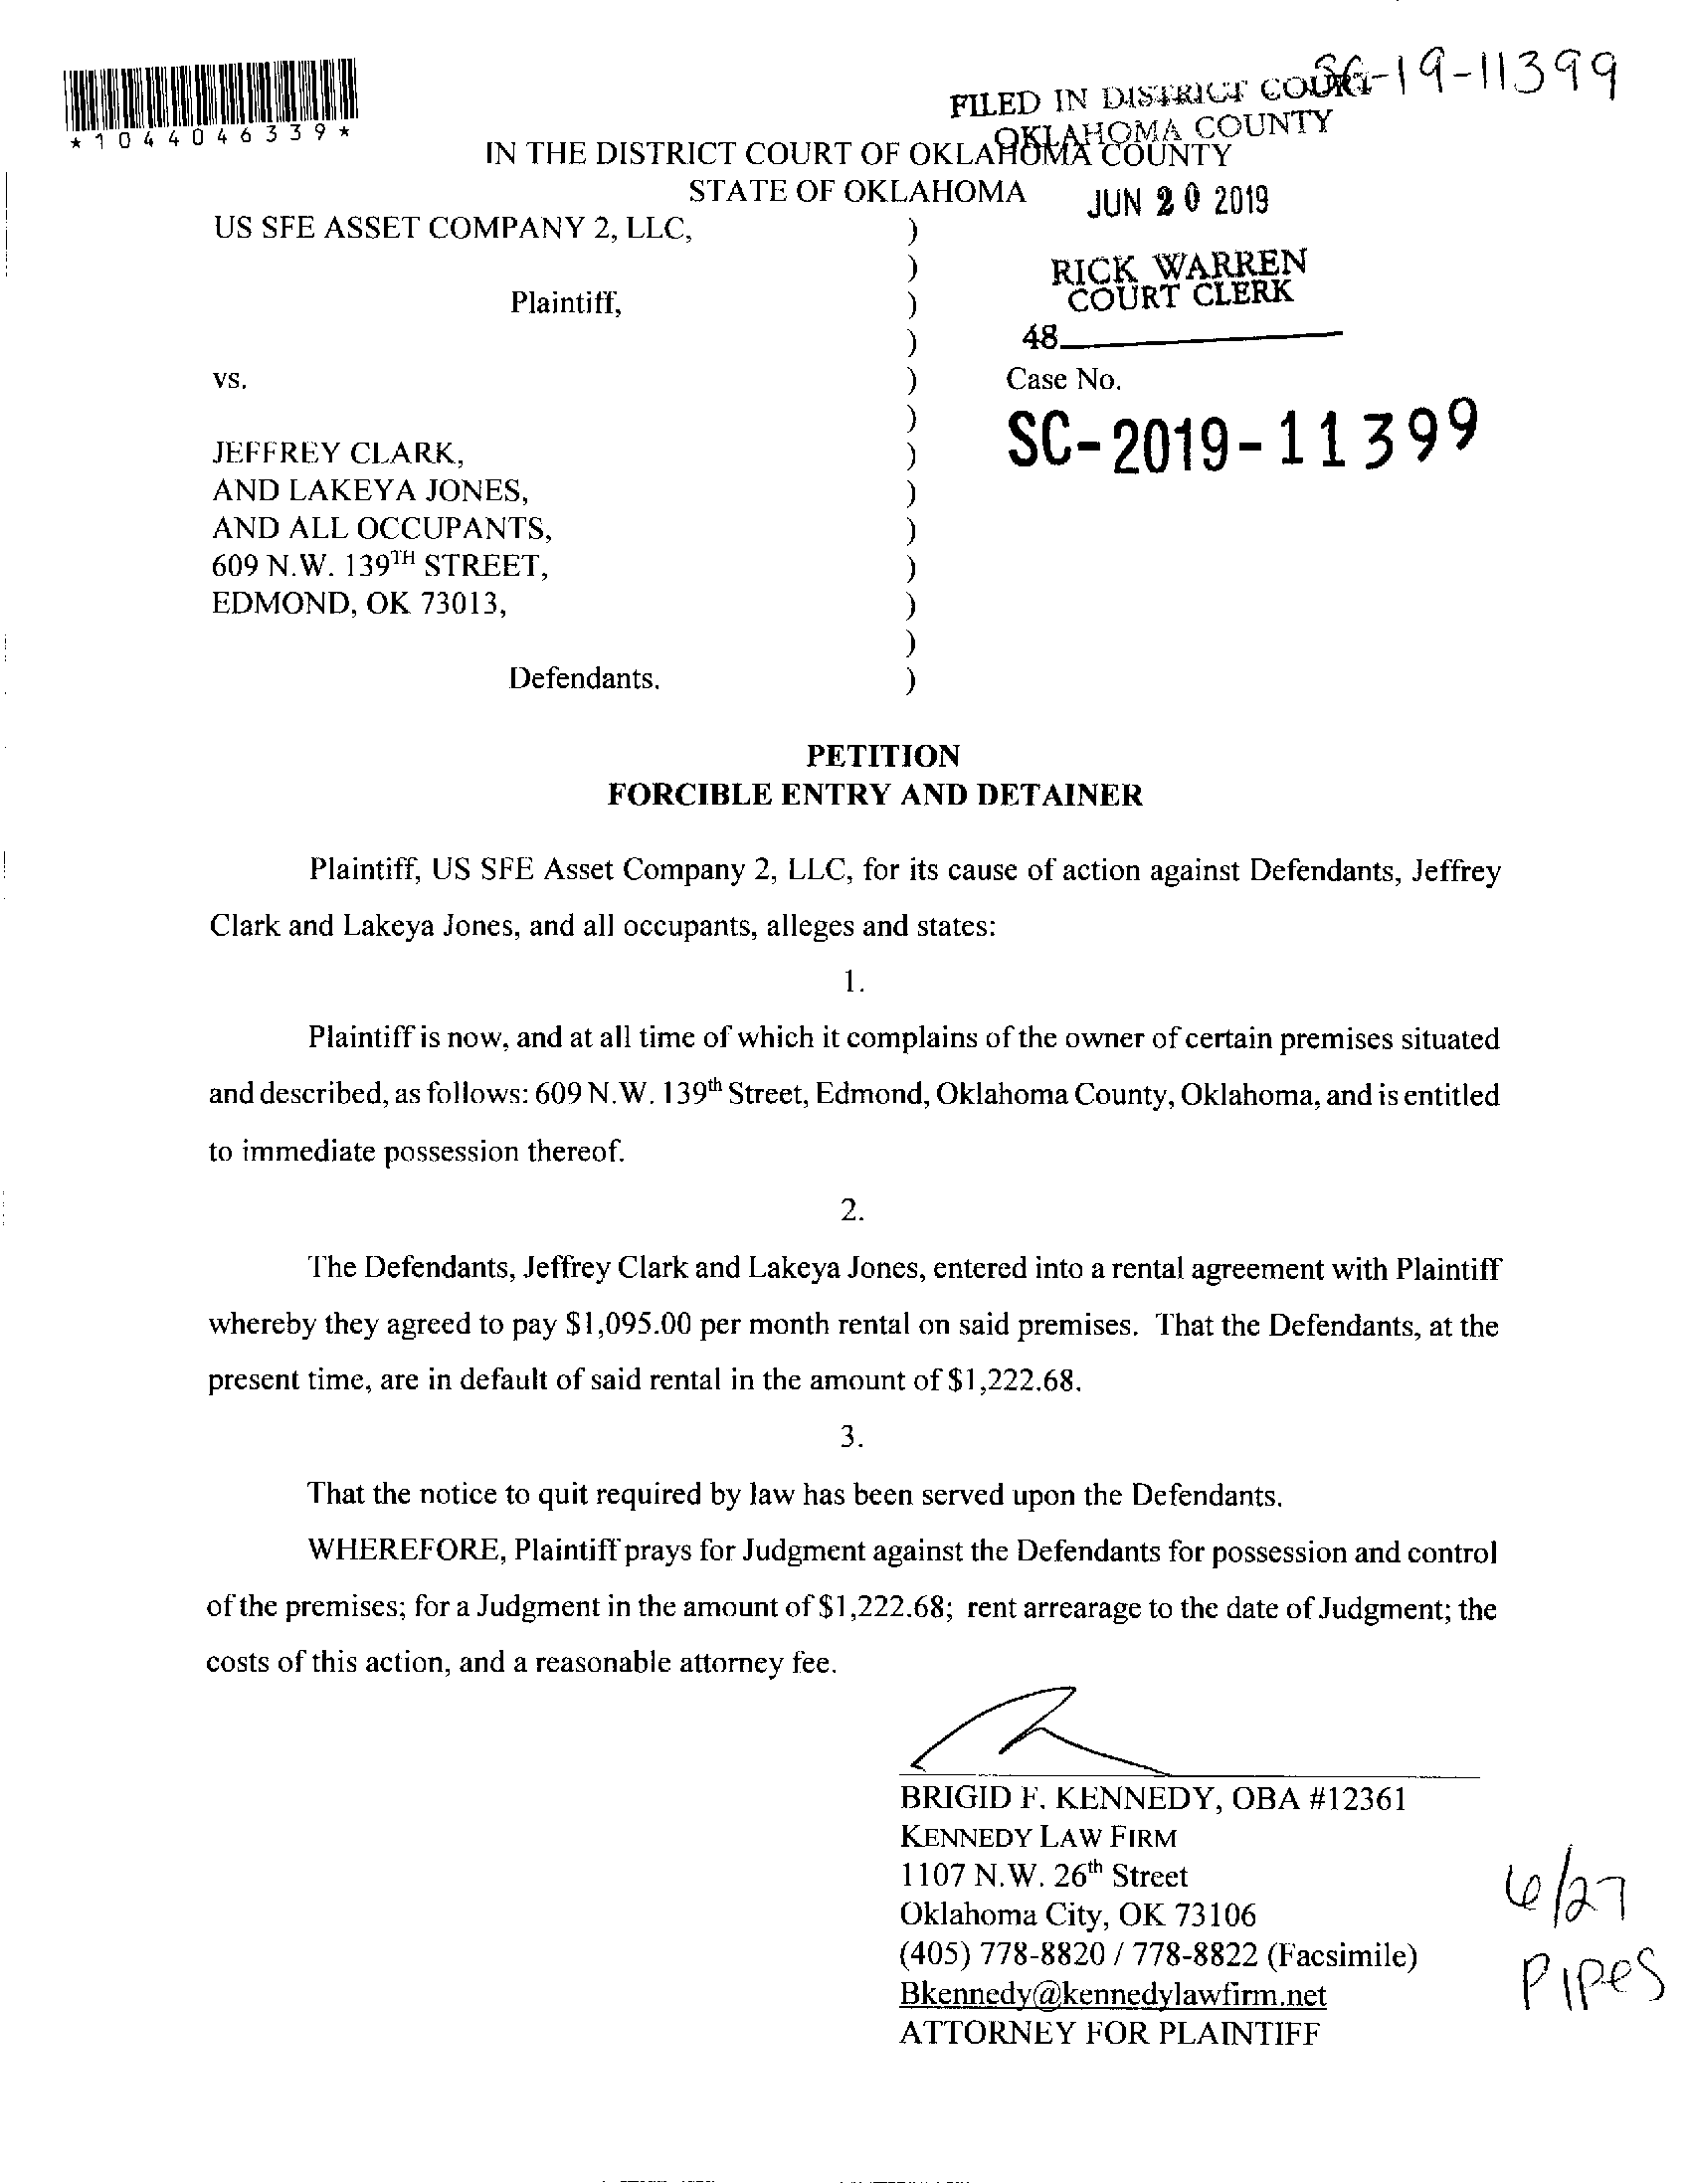 SC-19-11399
FILED IN DISTRICT COURT
OKLAHOMA COUNTY
*1044046339*
IN THE DISTRICT COURT OF OKLAHOMA COUNTY
STATE OF OKLAHOMA
JUN 20 2019
US SFE ASSET COMPANY 2, LLC, )
)
RICK WARREN
COURT CLERK
Plaintiff, )
) 48
vs. ) Case No.
)
SC-2019-11399
JEFFREY CLARK, )
AND LAKEYA JONES, )
AND ALL OCCUPANTS, )
609 N.W. 139TH STREET, )
EDMOND, OK 73013, )
)
Defendants. )
PETITION
FORCIBLE ENTRY AND DETAINER
Plaintiff, US SFE Asset Company 2, LLC, for its cause of action against Defendants, Jeffrey
Clark and Lakeya Jones, and all occupants, alleges and states:
1.
Plaintiff is now, and at all time of which it complains of the owner of certain premises situated
and described, as follows: 609 N.W. 139th Street, Edmond, Oklahoma County, Oklahoma, and is entitled
to immediate possession thereof.
2.
The Defendants, Jeffrey Clark and Lakeya Jones, entered into a rental agreement with Plaintiff
whereby they agreed to pay $1,095.00 per month rental on said premises. That the Defendants, at the
present time, are in default of said rental in the amount of $1,222.68.
3.
That the notice to quit required by law has been served upon the Defendants.
WHEREFORE, Plaintiff prays for Judgment against the Defendants for possession and control
of the premises; for a Judgment in the amount of $1,222.68; rent arrearage to the date of Judgment; the
costs of this action, and a reasonable attorney fee.
BRIGID F. KENNEDY, OBA #12361
KENNEDY LAW FIRM
1107 N.W. 26th Street
Oklahoma City, OK 73106
(405) 778-8820 / 778-8822 (Facsimile)
Bkennedy@kennedylawfirm.net
ATTORNEY FOR PLAINTIFF
6/27
Pipes